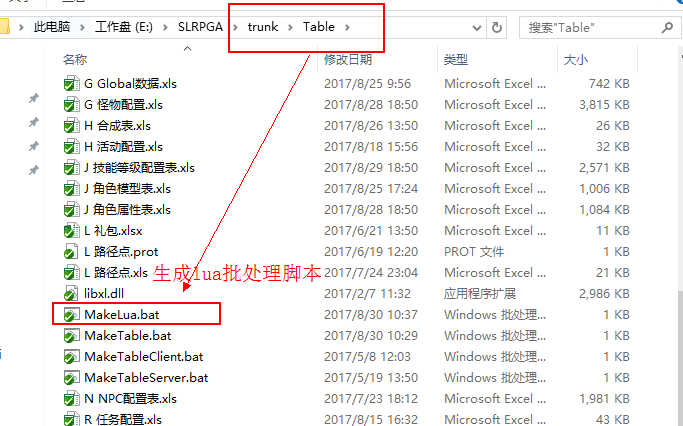 此电脑 › 工作盘 (E:) › SLRPGA › trunk › Table › 搜索"Table"
名称 修改日期 类型 大小
G Global数据.xls 2017/8/25 9:56 Microsoft Excel ... 742 KB
G 怪物配置.xls 2017/8/28 18:50 Microsoft Excel ... 3,815 KB
H 合成表.xls 2017/8/26 13:50 Microsoft Excel ... 26 KB
H 活动配置.xls 2017/8/18 15:56 Microsoft Excel ... 32 KB
J 技能等级配置表.xls 2017/8/29 18:50 Microsoft Excel ... 2,571 KB
J 角色模型表.xls 2017/8/25 17:24 Microsoft Excel ... 1,006 KB
J 角色属性表.xls 2017/8/28 18:50 Microsoft Excel ... 1,084 KB
L 礼包.xlsx 2017/6/21 13:50 Microsoft Excel ... 11 KB
L 路径点.prot 2017/6/19 12:20 PROT 文件 1 KB
L 路径点.xls 2017/7/24 23:04 Microsoft Excel ... 21 KB
生成lua批处理脚本
libxl.dll 2017/2/7 11:32 应用程序扩展 2,986 KB
MakeLua.bat 2017/8/30 10:37 Windows 批处理... 1 KB
MakeTable.bat 2017/8/30 10:29 Windows 批处理... 1 KB
MakeTableClient.bat 2017/5/8 12:03 Windows 批处理... 1 KB
MakeTableServer.bat 2017/5/19 13:50 Windows 批处理... 1 KB
N NPC配置表.xls 2017/7/23 18:12 Microsoft Excel ... 1,981 KB
R 任务配置.xls 2017/8/15 16:32 Microsoft Excel ... 43 KB